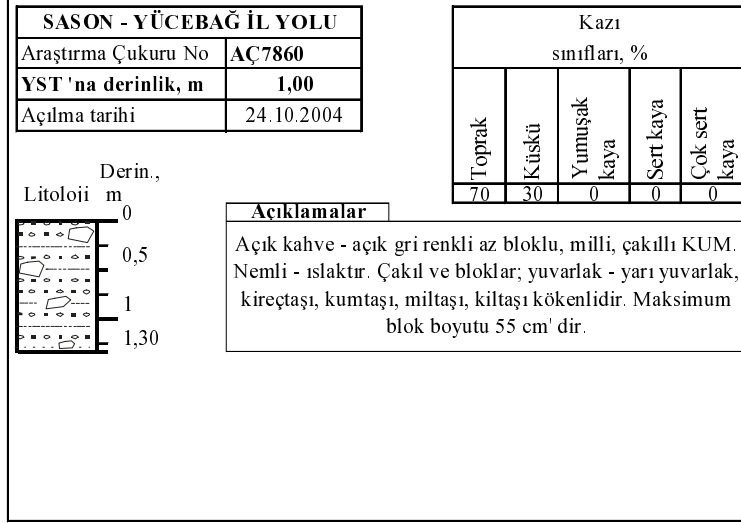 SASON - YÜCEBAĞ İL YOLU
Araştırma Çukuru No AÇ7860
YST 'na derinlik, m 1,00
Açılma tarihi 24.10.2004
Kazı
sınıfları, %
Toprak
Küskü
Yumuşak
kaya
Sert kaya
Çok sert
kaya
70 30 0 0 0
Derin.,
Litoloji m
0
0,5
1
1,30
Açıklamalar
Açık kahve - açık gri renkli az bloklu, milli, çakıllı KUM.
Nemli - ıslaktır. Çakıl ve bloklar; yuvarlak - yarı yuvarlak,
kireçtaşı, kumtaşı, miltaşı, kiltaşı kökenlidir. Maksimum
blok boyutu 55 cm' dir.